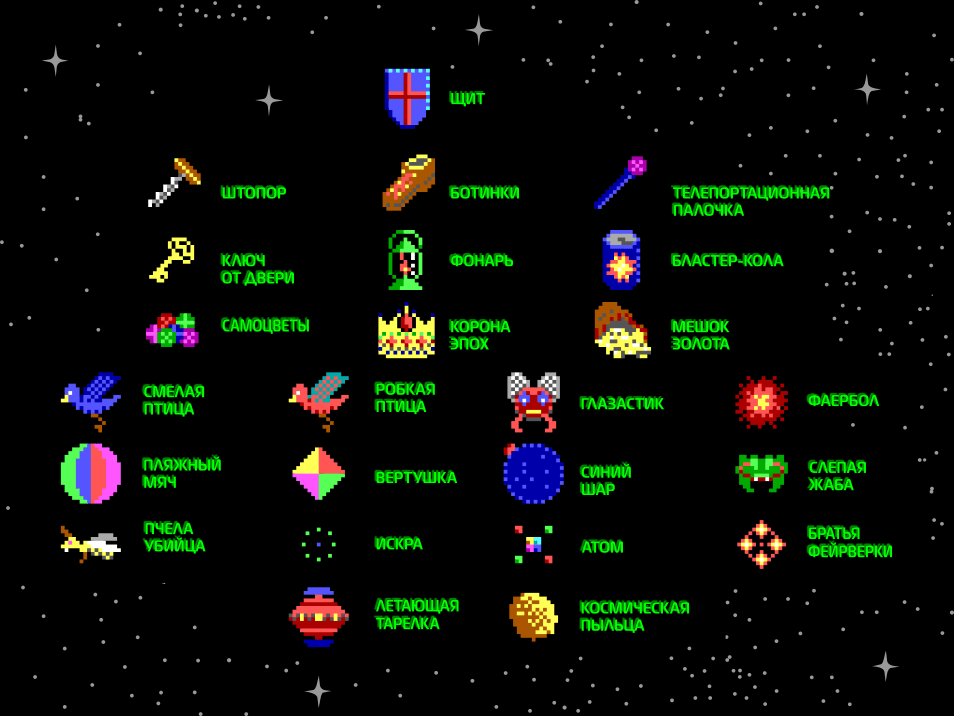 ЩИТ
ШТОПОР
БОТИНКИ
ТЕЛЕПОРТАЦИОННАЯ
ПАЛОЧКА
КЛЮЧ
ОТ ДВЕРИ
ФОНАРЬ
БЛАСТЕР-КОЛА
САМОЦВЕТЫ
КОРОНА
ЭПОХ
МЕШОК
ЗОЛОТА
СМЕЛАЯ
ПТИЦА
РОБКАЯ
ПТИЦА
ГЛАЗАСТИК
ФАЕРБОЛ
ПЛЯЖНЫЙ
МЯЧ
ВЕРТУШКА
СИНИЙ
ШАР
СЛЕПАЯ
ЖАБА
ПЧЕЛА
УБИЙЦА
ИСКРА
АТОМ
БРАТЬЯ
ФЕЙРВЕРКИ
ЛЕТАЮЩАЯ
ТАРЕЛКА
КОСМИЧЕСКАЯ
ПЫЛЬЦА